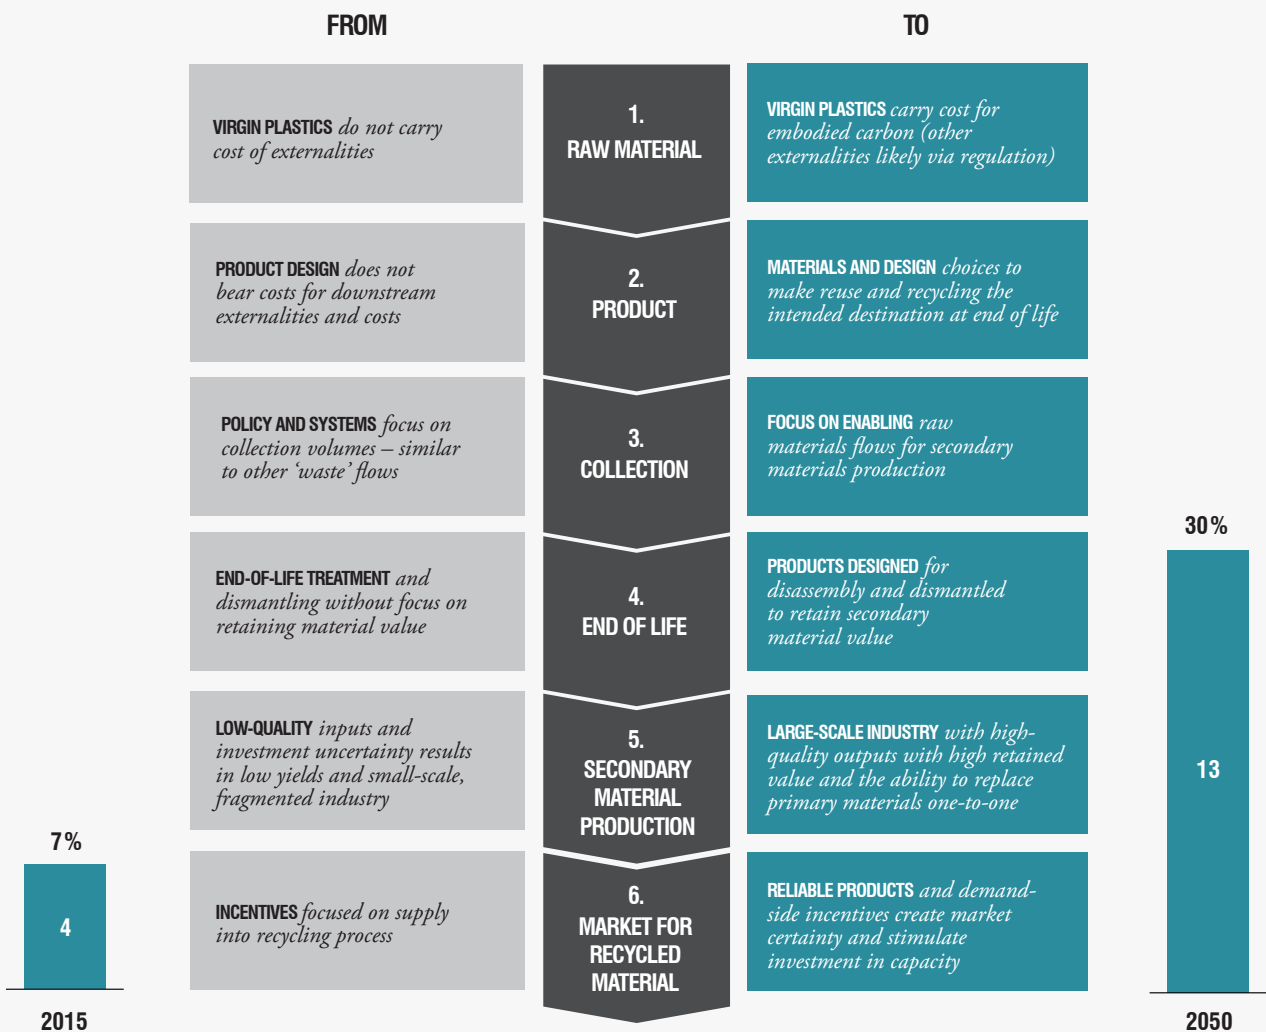 FROM
TO
VIRGIN PLASTICS do not carry
cost of externalities
1.
RAW MATERIAL
VIRGIN PLASTICS carry cost for
embodied carbon (other
externalities likely via regulation)
PRODUCT DESIGN does not
bear costs for downstream
externalities and costs
2.
PRODUCT
MATERIALS AND DESIGN choices to
make reuse and recycling the
intended destination at end of life
POLICY AND SYSTEMS focus on
collection volumes – similar
to other ‘waste’ flows
3.
COLLECTION
FOCUS ON ENABLING raw
materials flows for secondary
materials production
END-OF-LIFE TREATMENT and
dismantling without focus on
retaining material value
4.
END OF LIFE
PRODUCTS DESIGNED for
disassembly and dismantled
to retain secondary
material value
LOW-QUALITY inputs and
investment uncertainty results
in low yields and small-scale,
fragmented industry
5.
SECONDARY
MATERIAL
PRODUCTION
LARGE-SCALE INDUSTRY with high-
quality outputs with high retained
value and the ability to replace
primary materials one-to-one
INCENTIVES focused on supply
into recycling process
6.
MARKET FOR
RECYCLED
MATERIAL
RELIABLE PRODUCTS and demand-
side incentives create market
certainty and stimulate
investment in capacity
7%
4
2015
30%
13
2050